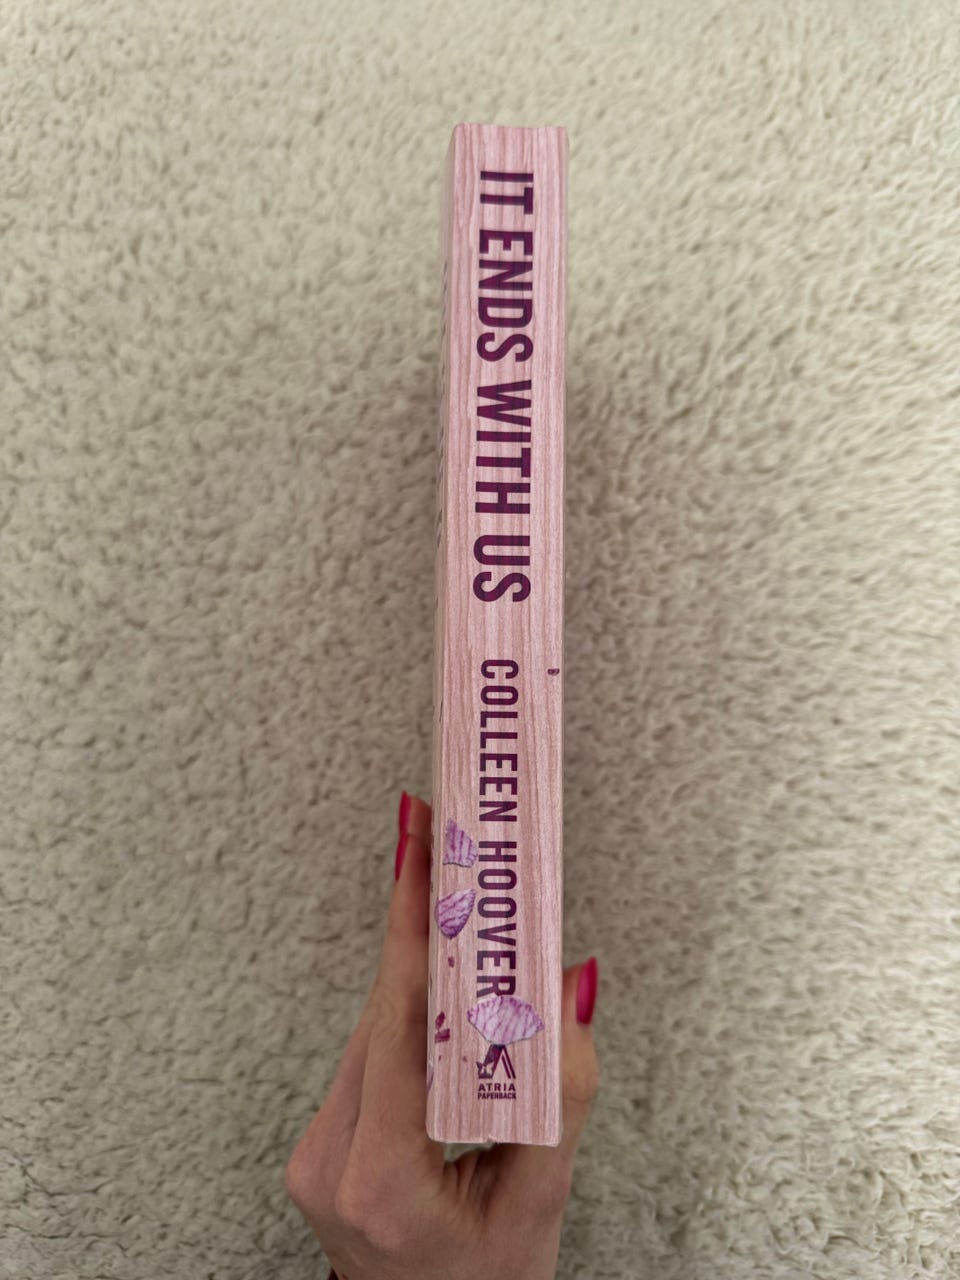 IT ENDS WITH US
COLLEEN HOOVER
ATRIA
PAPERBACK